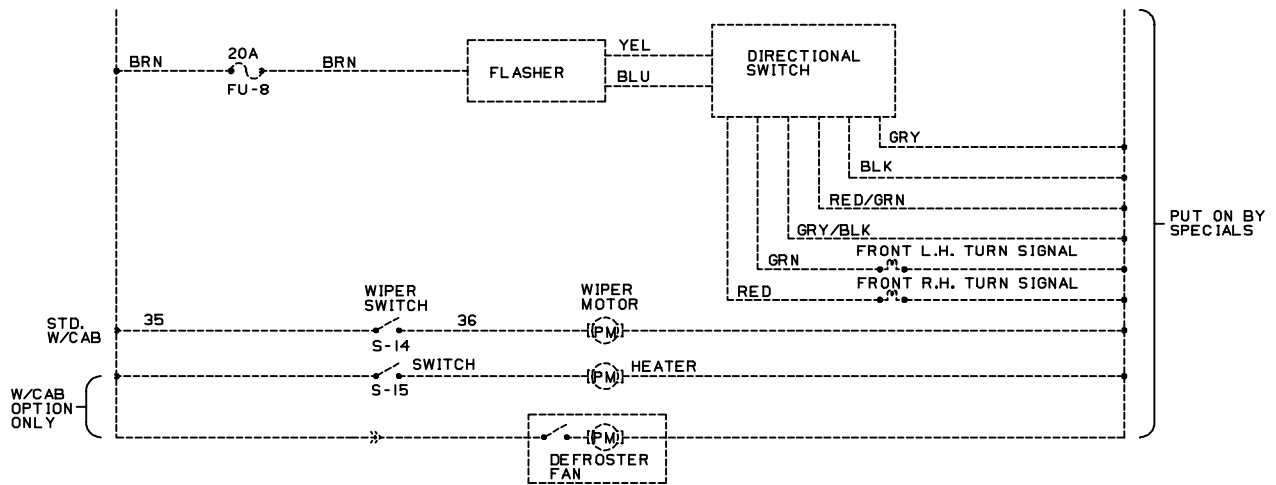 BRN
20A
FU-8
BRN
FLASHER
YEL
BLU
DIRECTIONAL
SWITCH
GRY
BLK
RED/GRN
GRY/BLK
GRN
FRONT L.H. TURN SIGNAL
RED
FRONT R.H. TURN SIGNAL
PUT ON BY
SPECIALS
STD.
W/CAB
35
WIPER
SWITCH
S-14
36
WIPER
MOTOR
PM
SWITCH
S-15
PM
HEATER
W/CAB
OPTION
ONLY
PM
DEFROSTER
FAN